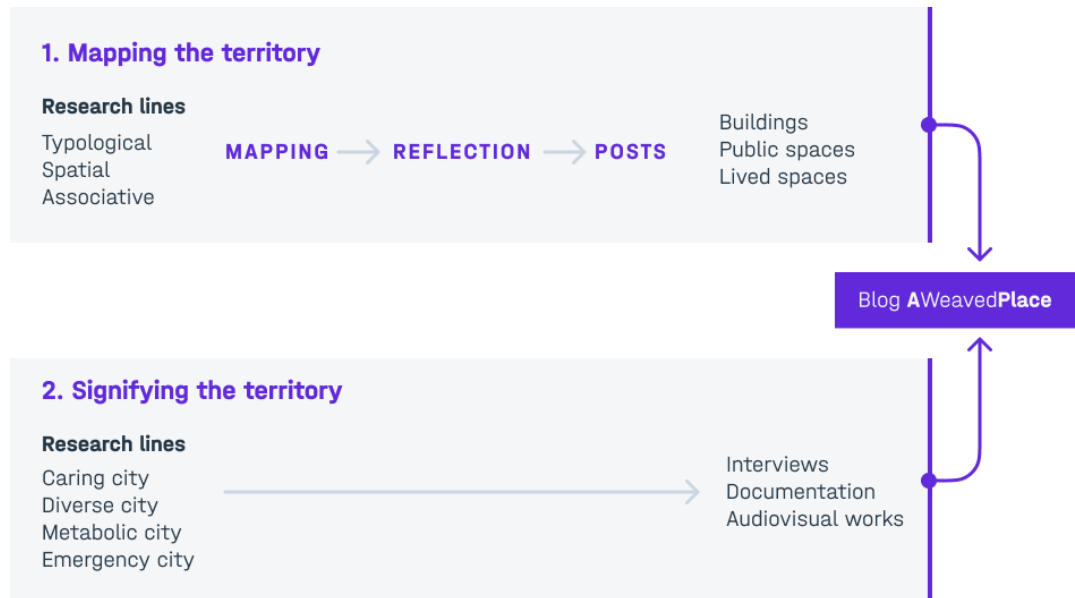 1. Mapping the territory
Research lines
Typological
Spatial
Associative
MAPPING
REFLECTION
POSTS
Buildings
Public spaces
Lived spaces
Blog AWeavedPlace
2. Signifying the territory
Research lines
Caring city
Diverse city
Metabolic city
Emergency city
Interviews
Documentation
Audiovisual works